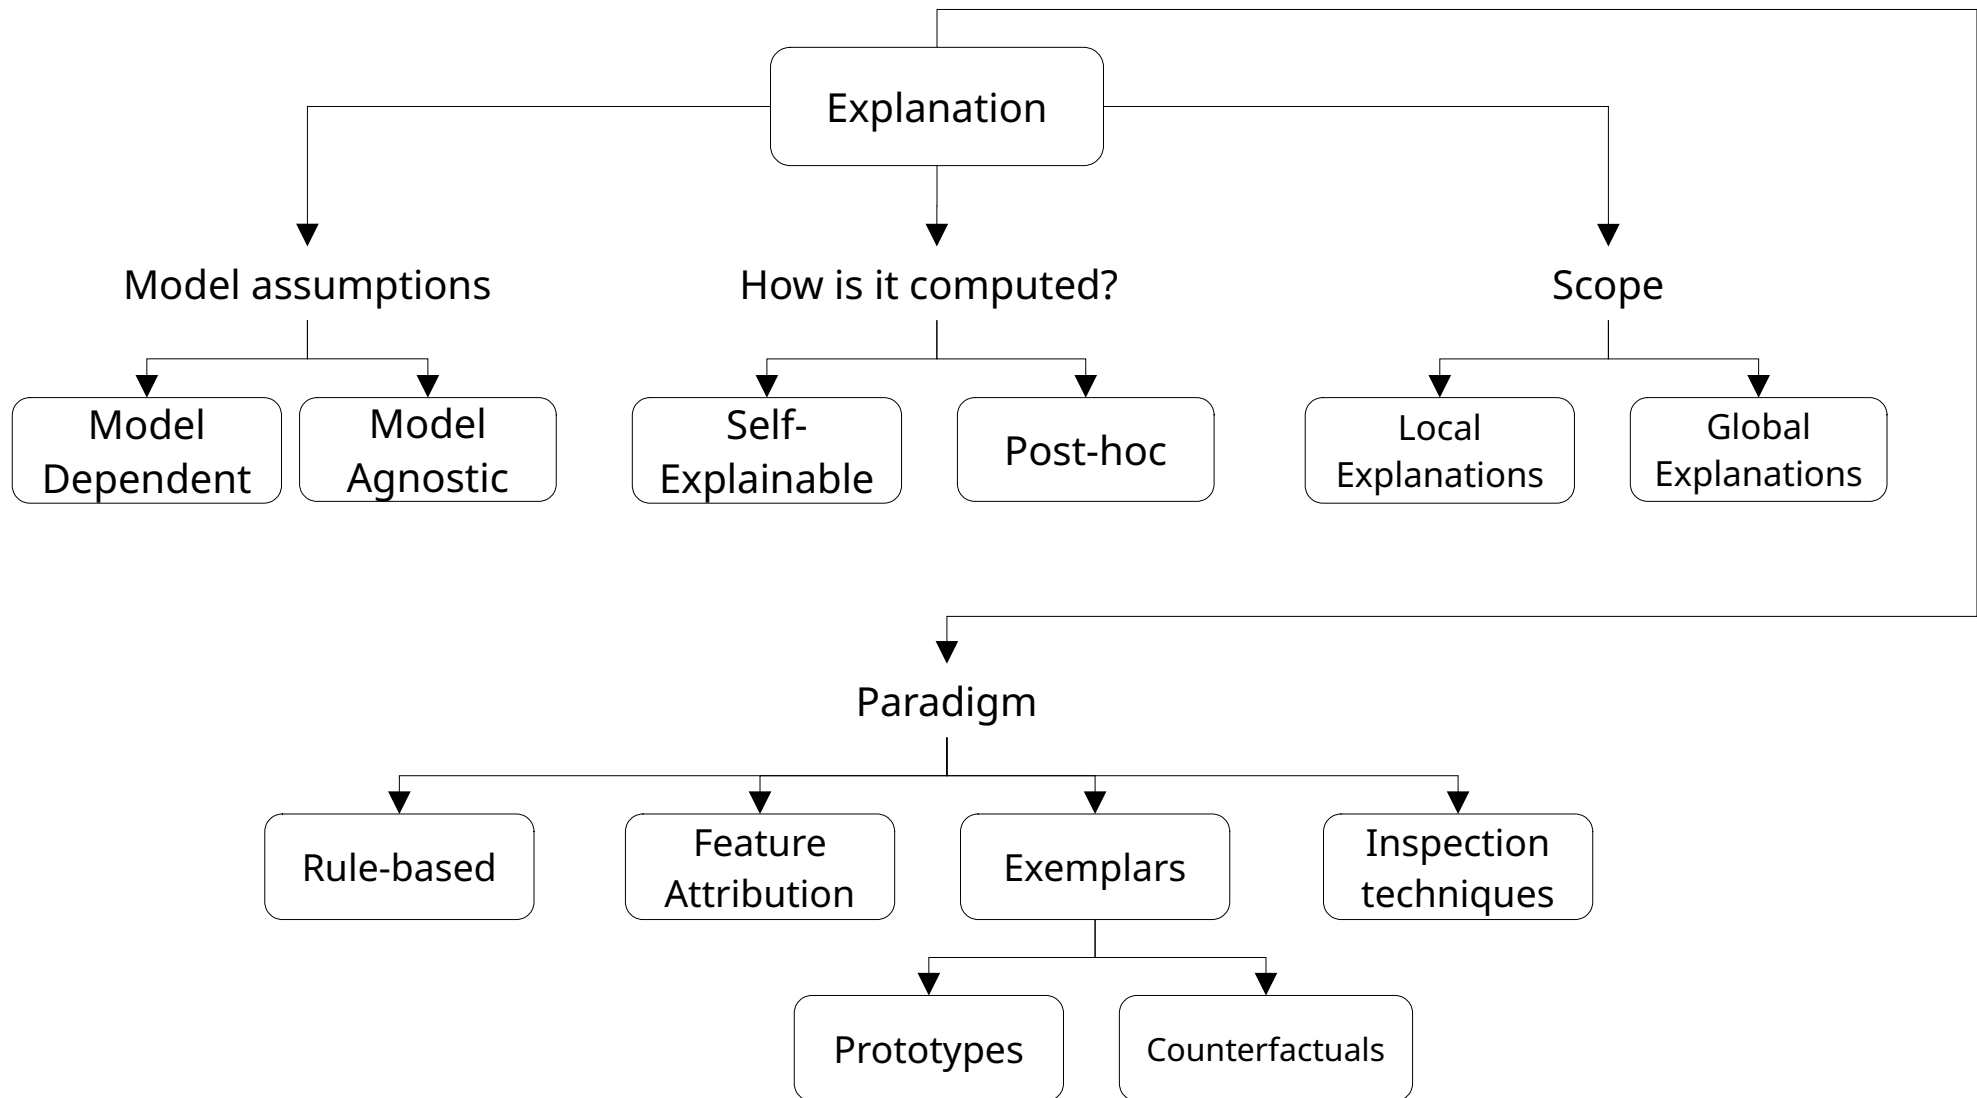 Explanation
Model assumptions
How is it computed?
Scope
Model
Dependent
Model
Agnostic
Self-
Explainable
Post-hoc
Local
Explanations
Global
Explanations
Paradigm
Rule-based
Feature
Attribution
Exemplars
Inspection
techniques
Prototypes
Counterfactuals